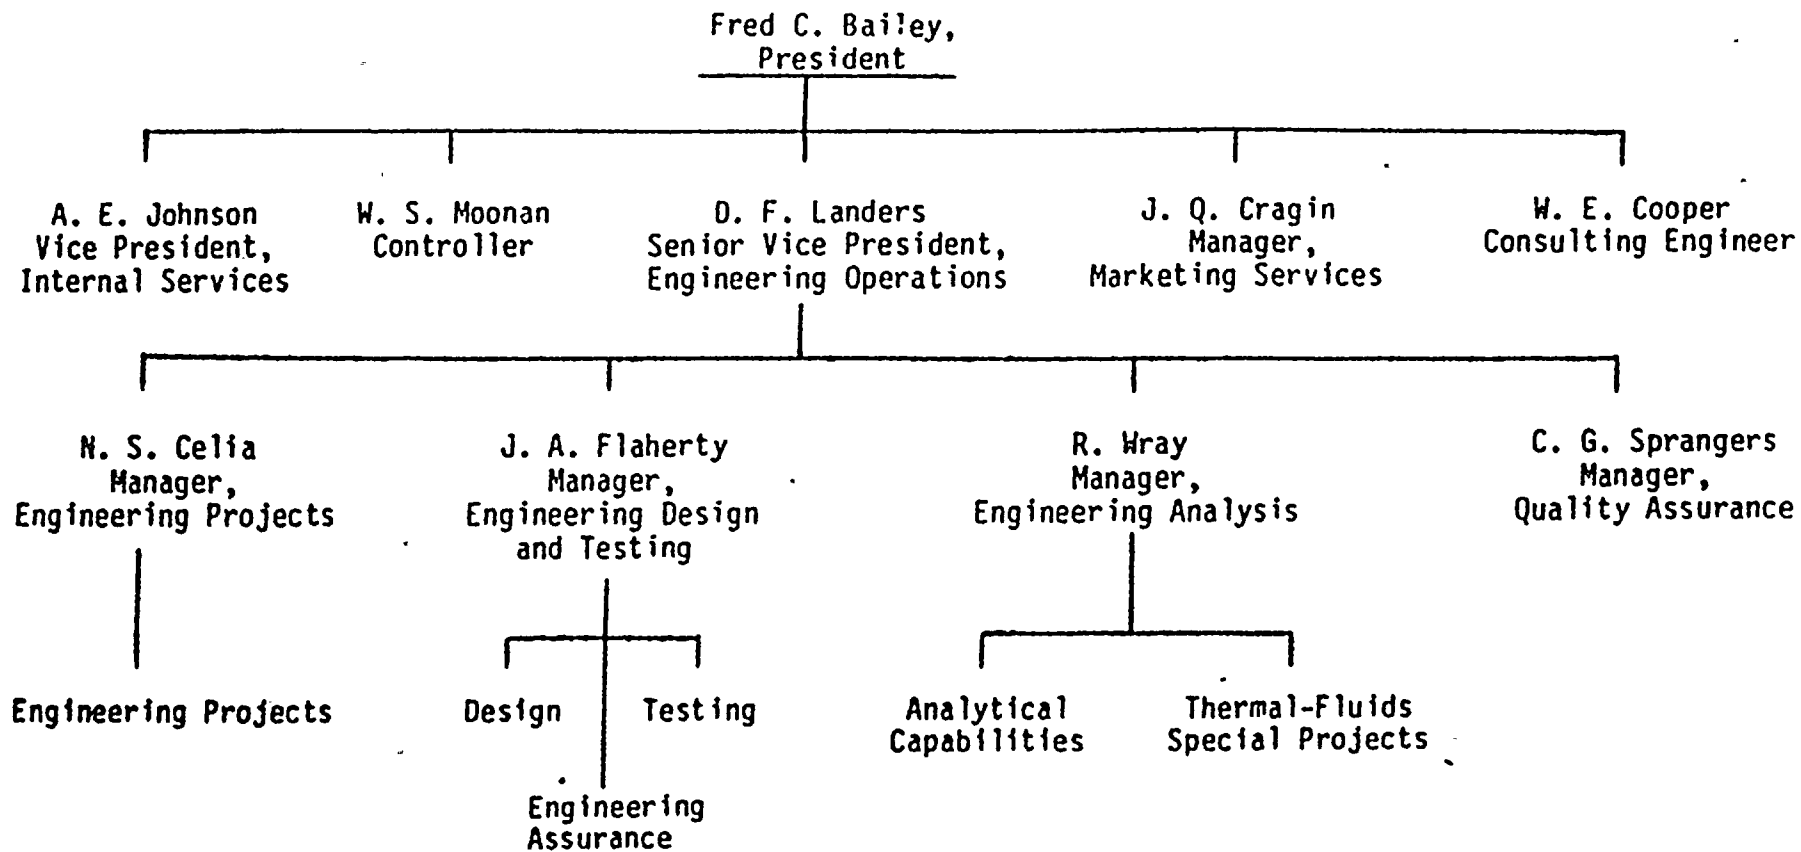 Fred C. Bailey,
President
A. E. Johnson
Vice President,
Internal Services
W. S. Moonan
Controller
D. F. Landers
Senior Vice President,
Engineering Operations
J. Q. Cragin
Manager,
Marketing Services
W. E. Cooper
Consulting Engineer
N. S. Celia
Manager,
Engineering Projects
J. A. Flaherty
Manager,
Engineering Design
and Testing
R. Wray
Manager,
Engineering Analysis
C. G. Sprangers
Manager,
Quality Assurance
Engineering Projects
Design
Testing
Engineering
Assurance
Analytical
Capabilities
Thermal-Fluids
Special Projects